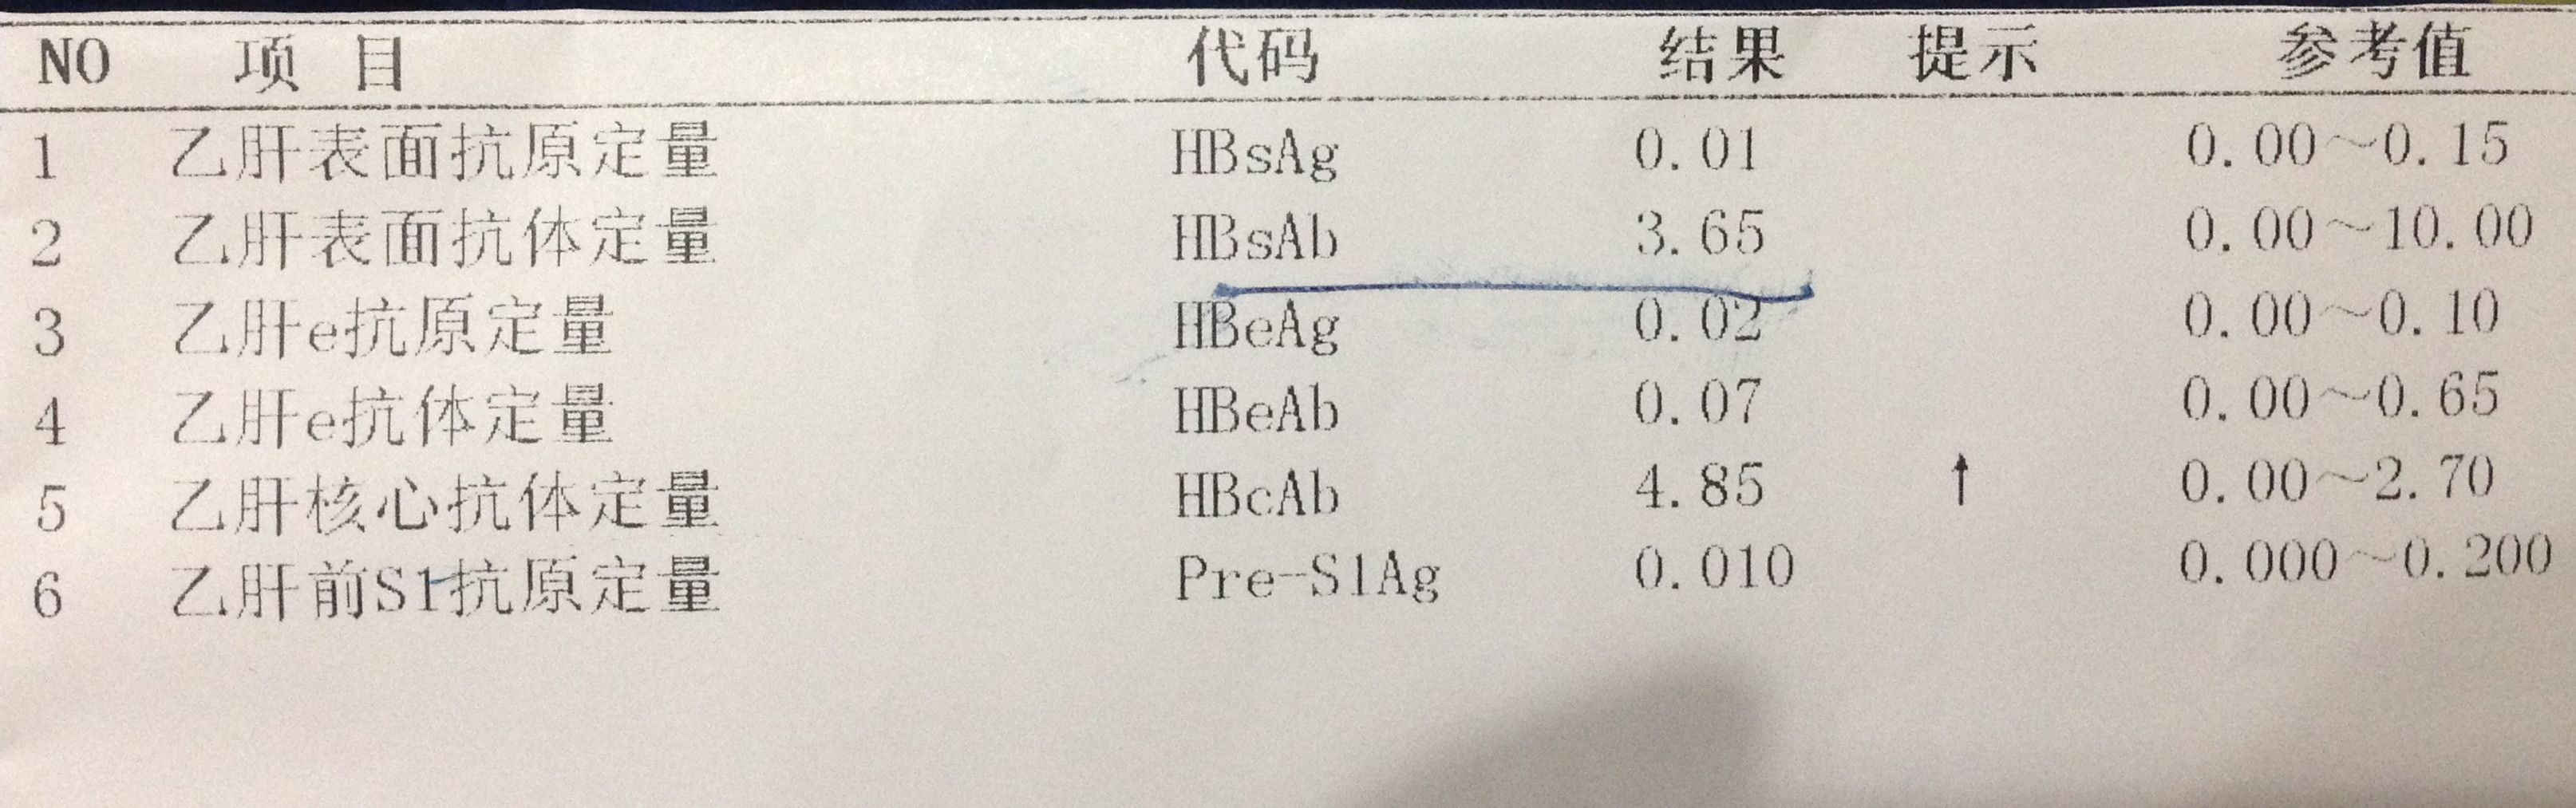 NO 项 目 代码 结果 提示 参考值
1 乙肝表面抗原定量 HBsAg 0.01 0.00～0.15
2 乙肝表面抗体定量 HBsAb 3.65 0.00～10.00
3 乙肝e抗原定量 HBeAg 0.02 0.00～0.10
4 乙肝e抗体定量 HBeAb 0.07 0.00～0.65
5 乙肝核心抗体定量 HBcAb 4.85 ↑ 0.00～2.70
6 乙肝前S1抗原定量 Pre-S1Ag 0.010 0.000～0.200